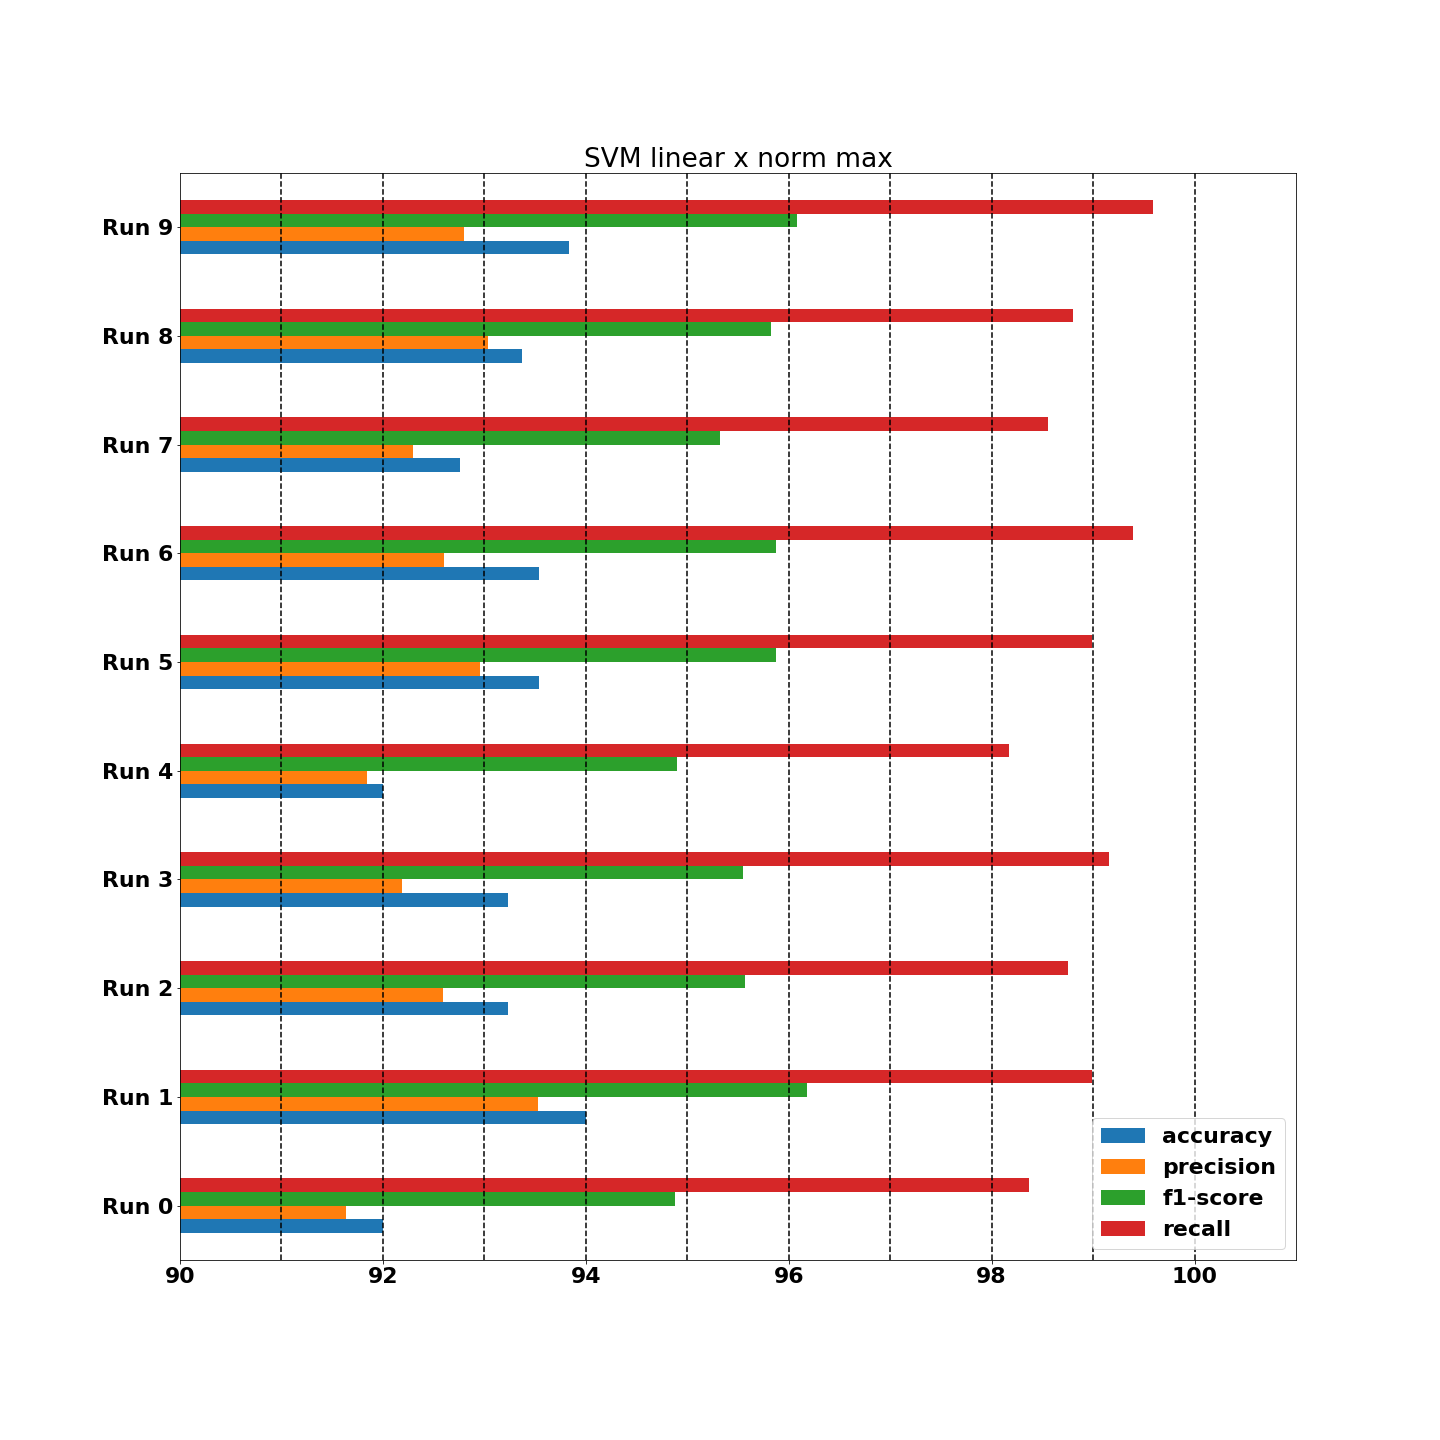 SVM linear x norm max
Run 9
Run 8
Run 7
Run 6
Run 5
Run 4
Run 3
Run 2
Run 1
Run 0
accuracy
precision
f1-score
recall
90 92 94 96 98 100